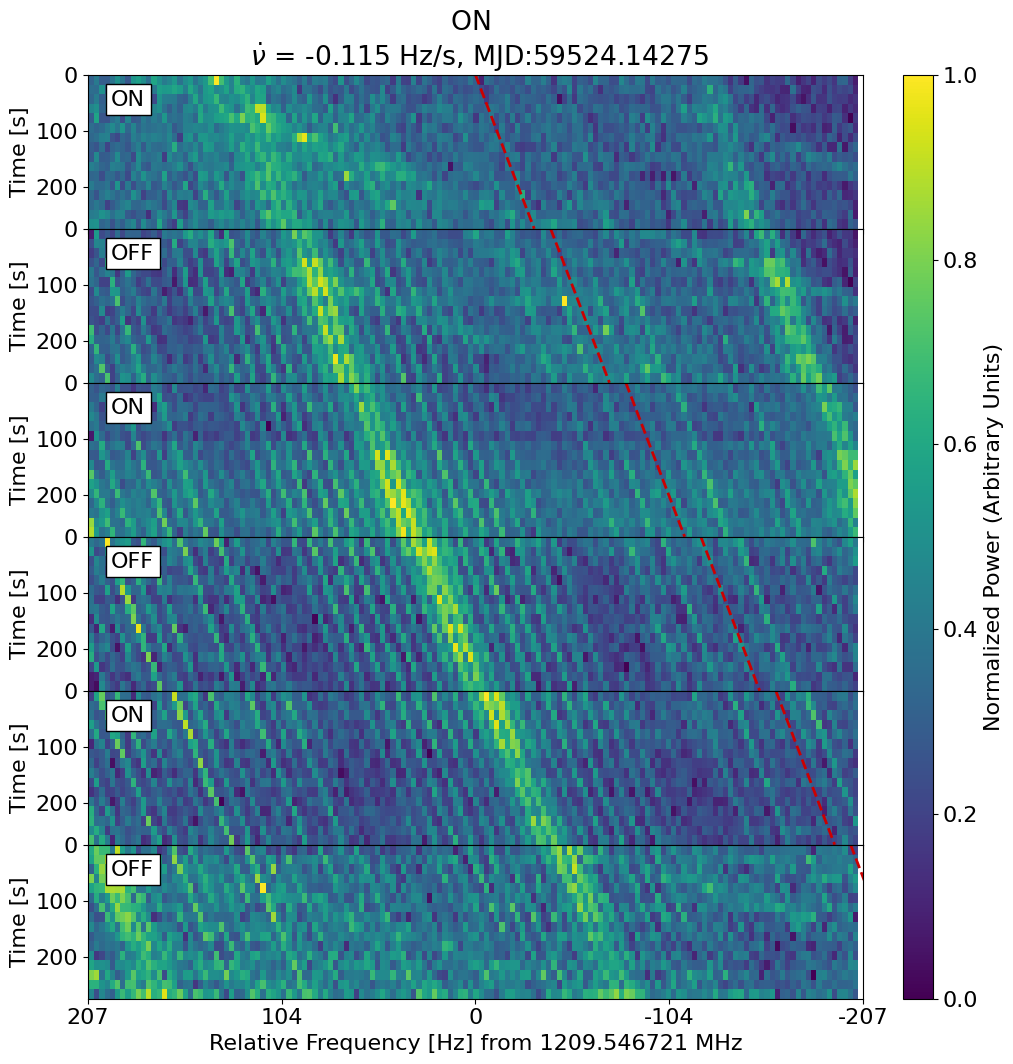 ON
ν̇ = -0.115 Hz/s, MJD:59524.14275
0
ON
100
Time [s]
200
0
OFF
100
Time [s]
200
0
ON
100
Time [s]
200
0
OFF
100
Time [s]
200
0
ON
100
Time [s]
200
0
OFF
100
Time [s]
200
207 104 0 -104 -207
Relative Frequency [Hz] from 1209.546721 MHz
1.0
0.8
0.6
0.4
0.2
0.0
Normalized Power (Arbitrary Units)